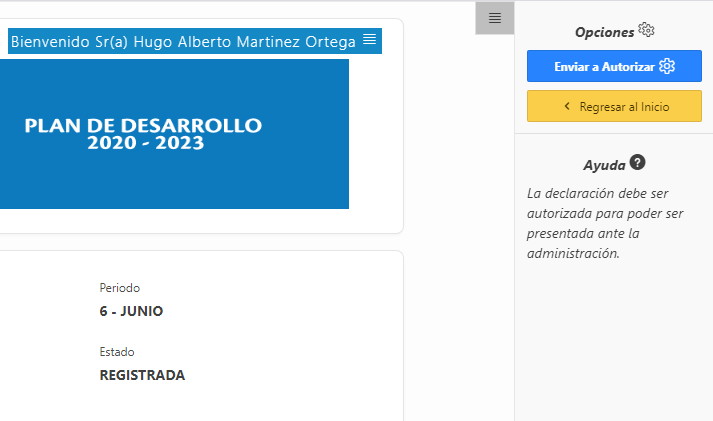 Bienvenido Sr(a) Hugo Alberto Martinez Ortega
PLAN DE DESARROLLO
2020 - 2023
Periodo
6 - JUNIO
Estado
REGISTRADA
Opciones
Enviar a Autorizar
Regresar al Inicio
Ayuda
La declaración debe ser
autorizada para poder ser
presentada ante la
administración.